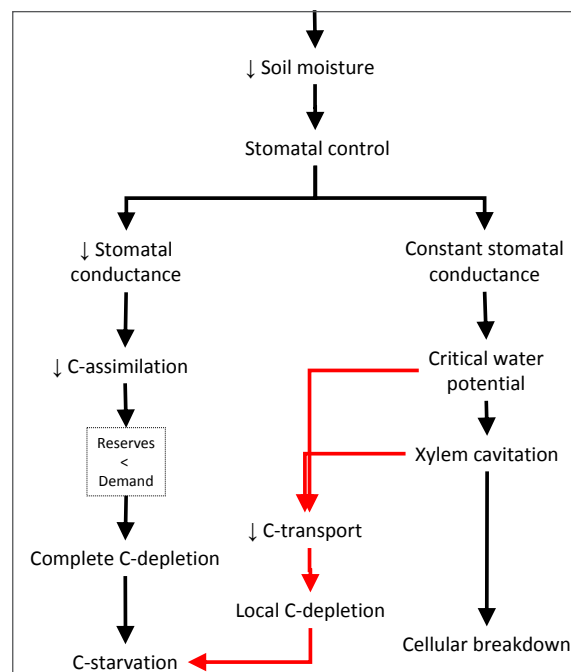 ↓ Soil moisture
Stomatal control
↓ Stomatal
conductance
Constant stomatal
conductance
↓ C-assimilation
Critical water
potential
Reserves
<
Demand
Xylem cavitation
↓ C-transport
Complete C-depletion
Local C-depletion
Cellular breakdown
C-starvation